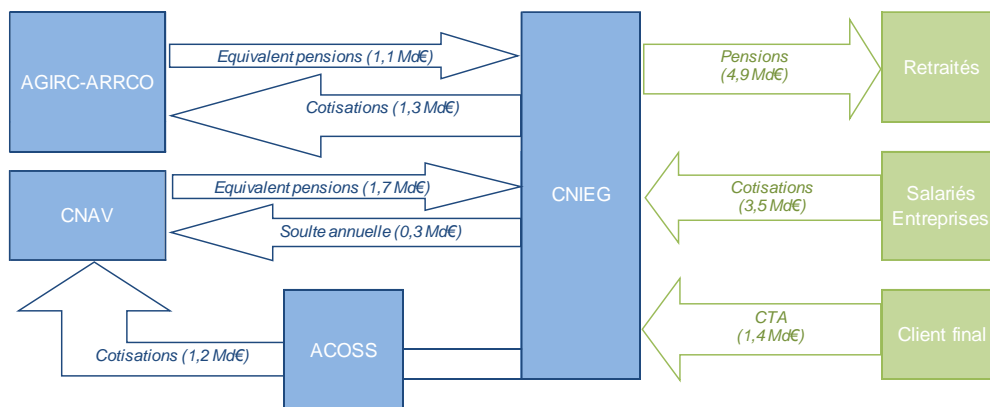 Equivalent pensions (1,1 Md€)
AGIRC-ARRCO
Cotisations (1,3 Md€)
Equivalent pensions (1,7 Md€)
CNAV
Soulte annuelle (0,3 Md€)
Cotisations (1,2 Md€)
ACOSS
CNIEG
Pensions
(4,9 Md€)
Retraités
Cotisations
(3,5 Md€)
Salariés
Entreprises
CTA
(1,4 Md€)
Client final